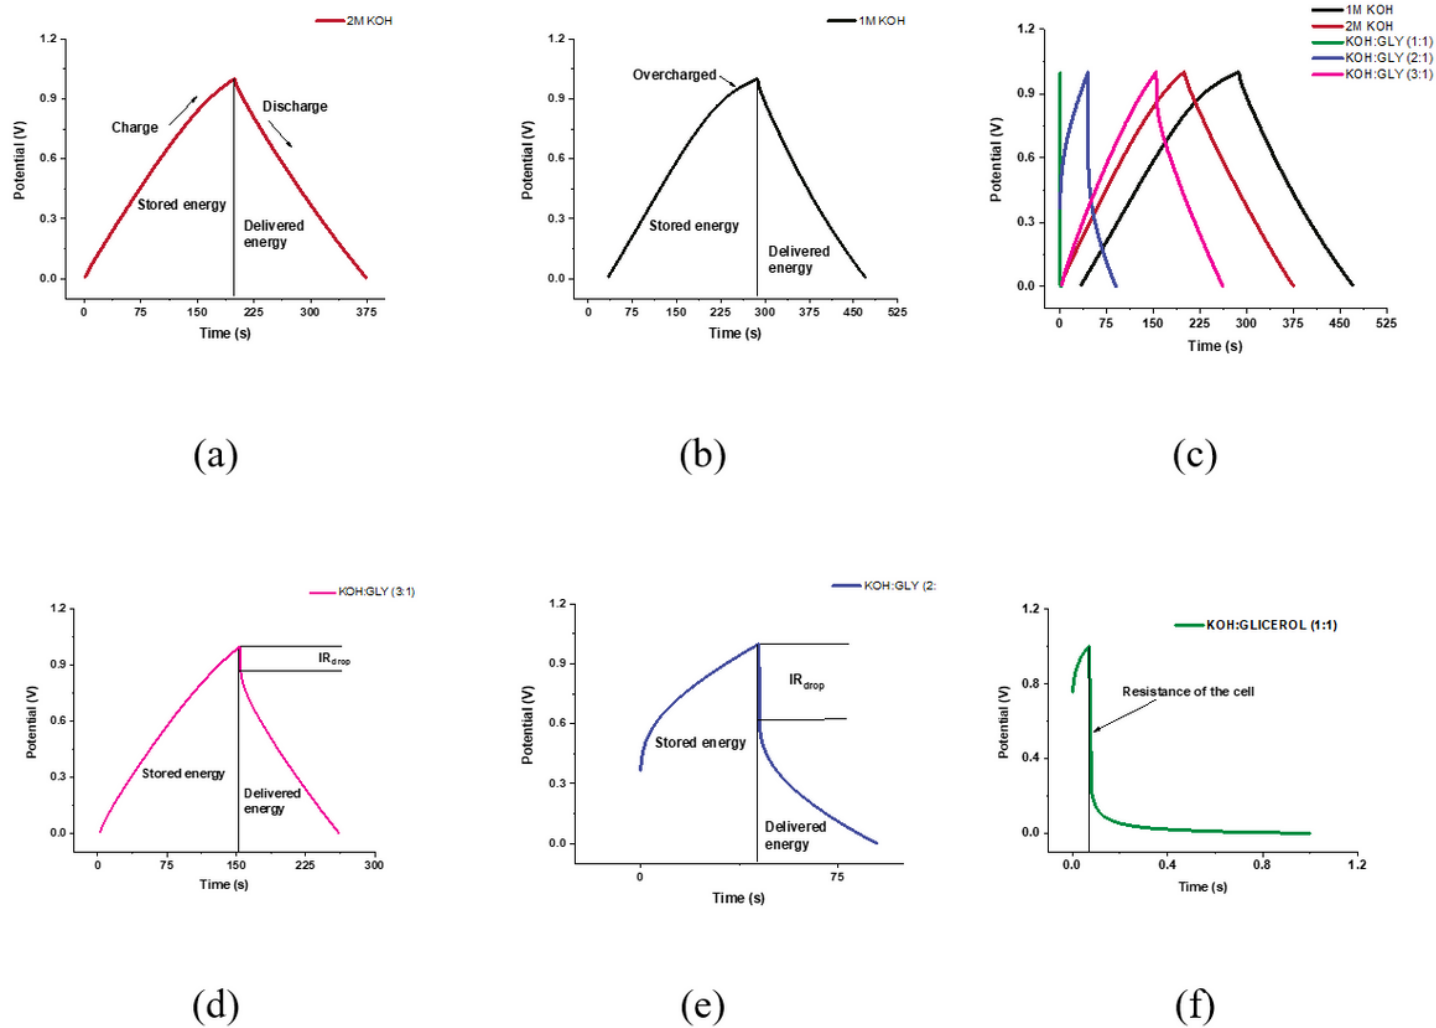 2M KOH
1.2
0.9
0.6
0.3
0.0
Potential (V)
Charge
Discharge
Stored energy
Delivered
energy
0 75 150 225 300 375
Time (s)
(a)
1M KOH
1.2
0.9
0.6
0.3
0.0
Potential (V)
Overcharged
Stored energy
Delivered
energy
0 75 150 225 300 375 450 525
Time (s)
(b)
1M KOH
2M KOH
KOH:GLY (1:1)
KOH:GLY (2:1)
KOH:GLY (3:1)
1.2
0.9
0.6
0.3
0.0
Potential (V)
0 75 150 225 300 375 450 525
Time (s)
(c)
KOH:GLY (3:1)
1.2
0.9
0.6
0.3
0.0
Potential (V)
IRdrop
Stored energy
Delivered
energy
0 75 150 225 300
Time (s)
(d)
KOH:GLY (2:
1.2
0.9
0.6
0.3
0.0
Potential (V)
IRdrop
Stored energy
Delivered
energy
0 75
Time (s)
(e)
KOH:GLICEROL (1:1)
1.2
0.8
0.4
0.0
Potential (V)
Resistance of the cell
0.0 0.4 0.8 1.2
Time (s)
(f)